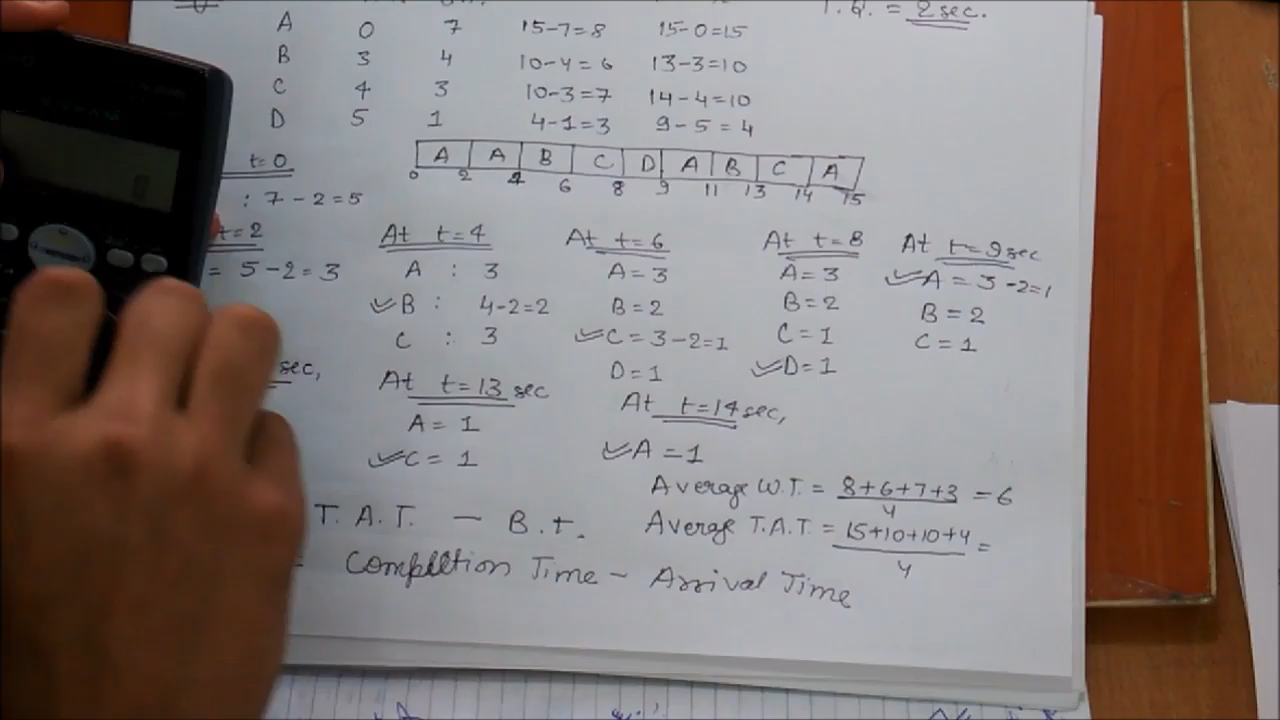 T.Q. = 2 sec.
A 0 7 15-7=8 15-0=15
B 3 4 10-4=6 13-3=10
C 4 3 10-3=7 14-4=10
D 5 1 4-1=3 9-5=4
A A B C D A B C A
0 2 4 6 8 9 11 13 14 15
t=0
: 7-2=5
t=2
= 5-2=3
At t=4
A : 3
✓B : 4-2=2
C : 3
At t=6
A=3
B=2
✓C=3-2=1
D=1
At t=8
A=3
B=2
C=1
✓D=1
At t=9sec
✓A = 3-2=1
B=2
C=1
sec,
At t=13 sec
A = 1
✓C = 1
At t=14sec,
✓A=1
Average W.T. = 8+6+7+3 = 6
4
T.A.T. - B.t.
Average T.A.T. = 15+10+10+4 =
4
Completion Time - Arrival Time